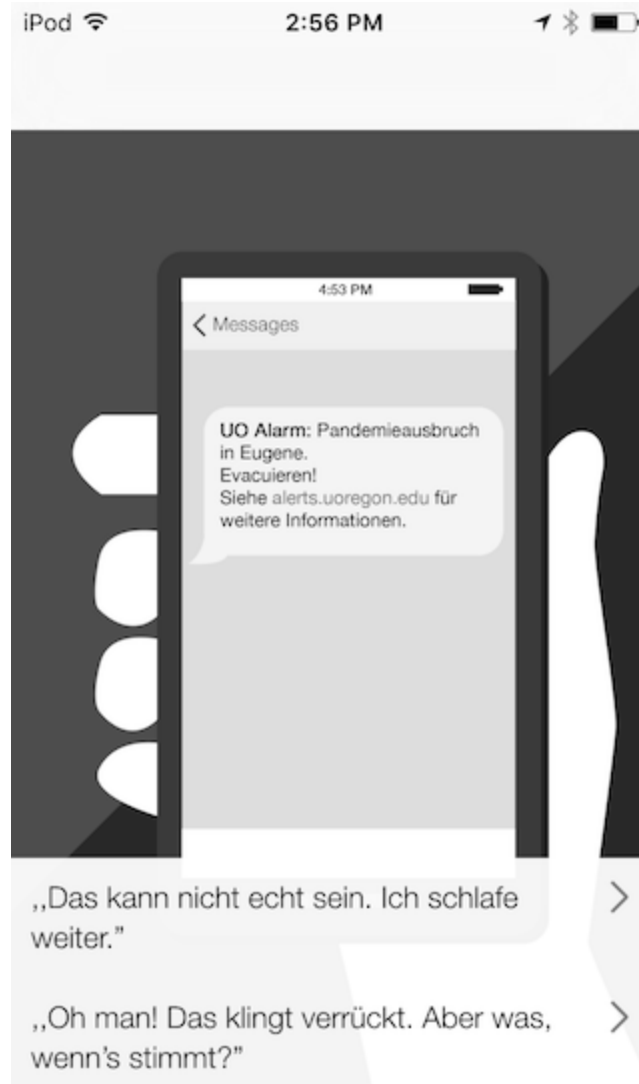 iPod 2:56 PM
4:53 PM
Messages
UO Alarm: Pandemieausbruch
in Eugene.
Evacuieren!
Siehe alerts.uoregon.edu für
weitere Informationen.
,,Das kann nicht echt sein. Ich schlafe
weiter.”
,,Oh man! Das klingt verrückt. Aber was,
wenn’s stimmt?”